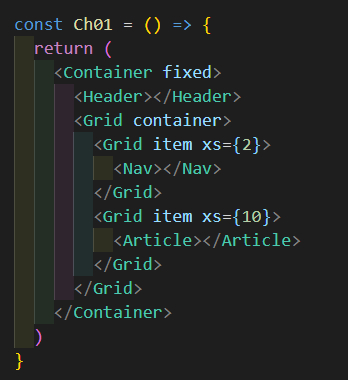 const Ch01 = () => {
  return (
    <Container fixed>
      <Header></Header>
      <Grid container>
        <Grid item xs={2}>
          <Nav></Nav>
        </Grid>
        <Grid item xs={10}>
          <Article></Article>
        </Grid>
      </Grid>
    </Container>
  )
}